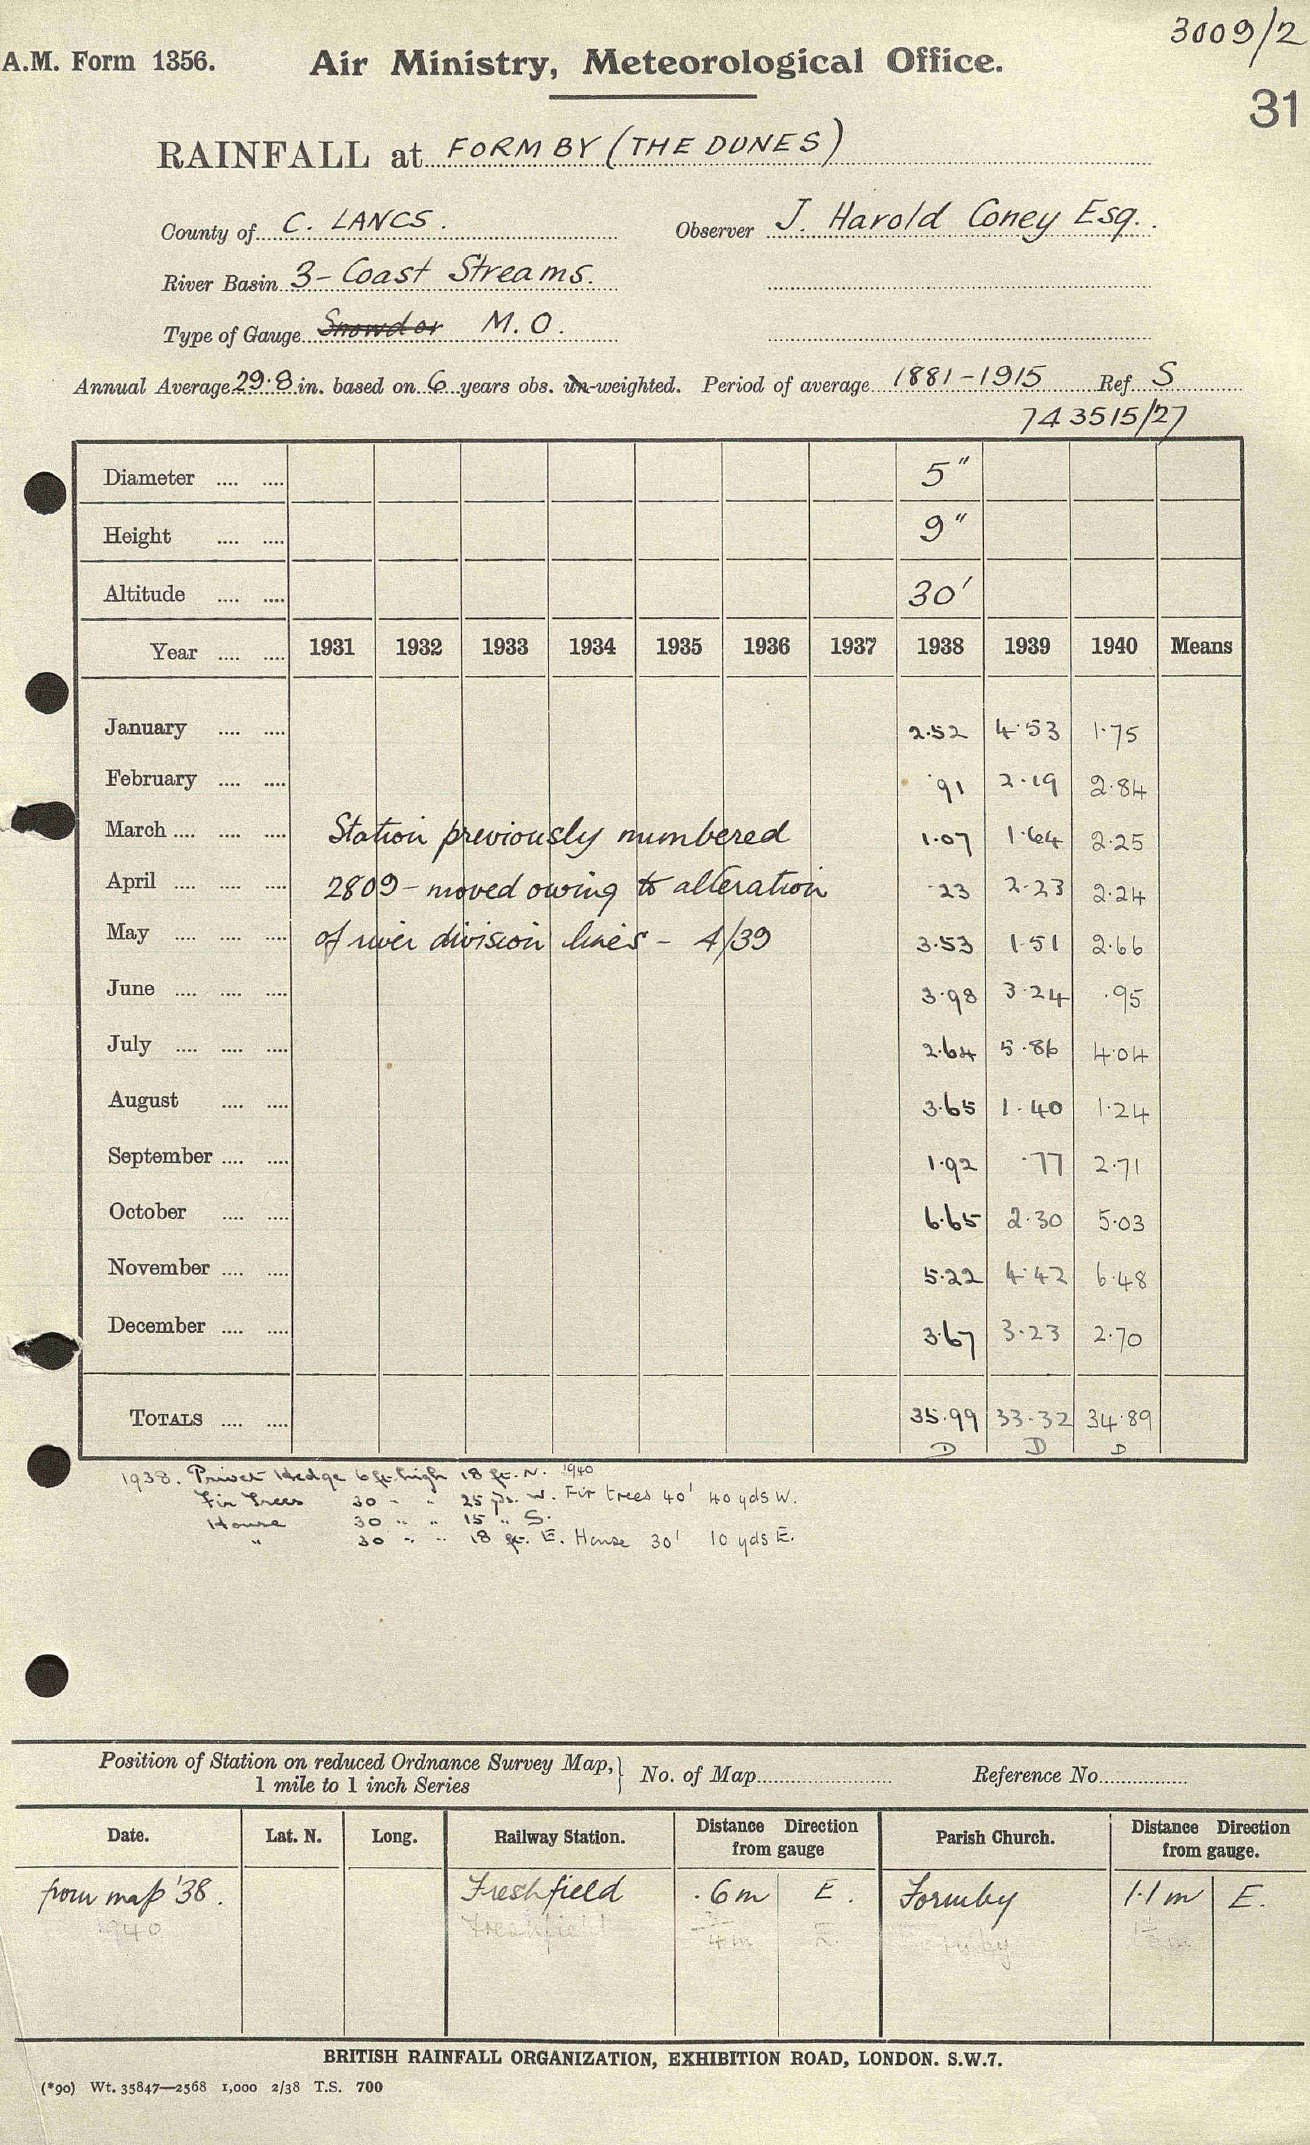 3009/2
A.M. Form 1356. Air Ministry, Meteorological Office.
31
RAINFALL at FORMBY (THE DUNES)
County of C. LANCS. Observer J. Harold Coney Esq.
River Basin 3- Coast Streams.
Type of Gauge Snowdor M.O.
Annual Average 29.8 in. based on 6 years obs. un-weighted. Period of average 1881-1915 Ref S
743515/27
Diameter .... .... 5"
Height .... .... 9"
Altitude .... .... 30'
Year .... .... 1931 1932 1933 1934 1935 1936 1937 1938 1939 1940 Means
January .... .... 2.52 4.53 1.75
February .... .... .91 2.19 2.84
March .... .... .... Station previously numbered 1.07 1.64 2.25
April .... .... .... 2809 - moved owing to alteration .23 2.23 2.24
May .... .... .... of river division lines - 4/39 3.53 1.51 2.66
June .... .... .... 3.98 3.24 .95
July .... .... .... 2.64 5.86 4.04
August .... .... 3.65 1.40 1.24
September .... .... 1.92 .77 2.71
October .... .... 6.65 2.30 5.03
November .... .... 5.22 4.42 6.48
December .... .... 3.67 3.23 2.70
TOTALS .... .... 35.99 33.32 34.89
D D D
1938. Privet Hedge 6 ft. high 18 ft. N. 1940
Fir Trees 30 " " 25 yds. W. Fir trees 40' 40 yds W.
House 30 " " 15 " S.
" 30 " " 18 ft. E. House 30' 10 yds E.
Position of Station on reduced Ordnance Survey Map, } No. of Map Reference No
1 mile to 1 inch Series
Date. Lat. N. Long. Railway Station. Distance Direction from gauge Parish Church. Distance Direction from gauge.
from map '38. Freshfield .6m E. Formby 1.1m E.
1940 Freshfield 3/4 m E. Formby
BRITISH RAINFALL ORGANIZATION, EXHIBITION ROAD, LONDON. S.W.7.
(*90) Wt. 35847—2568 1,000 2/38 T.S. 700